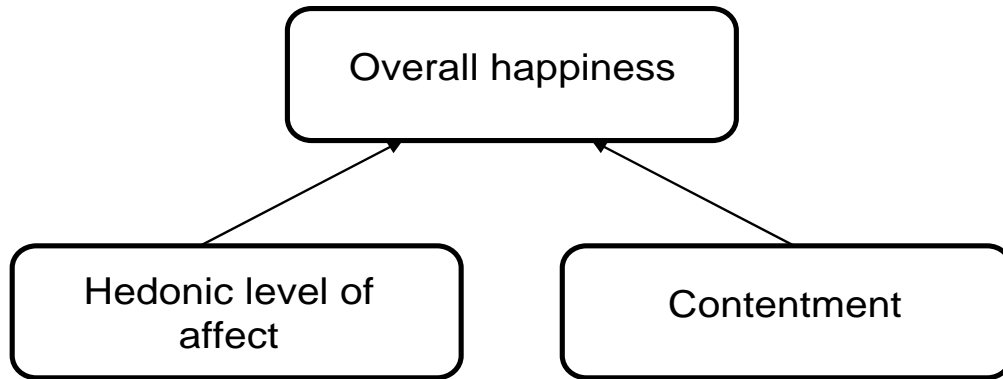 Overall happiness
Hedonic level of
affect
Contentment